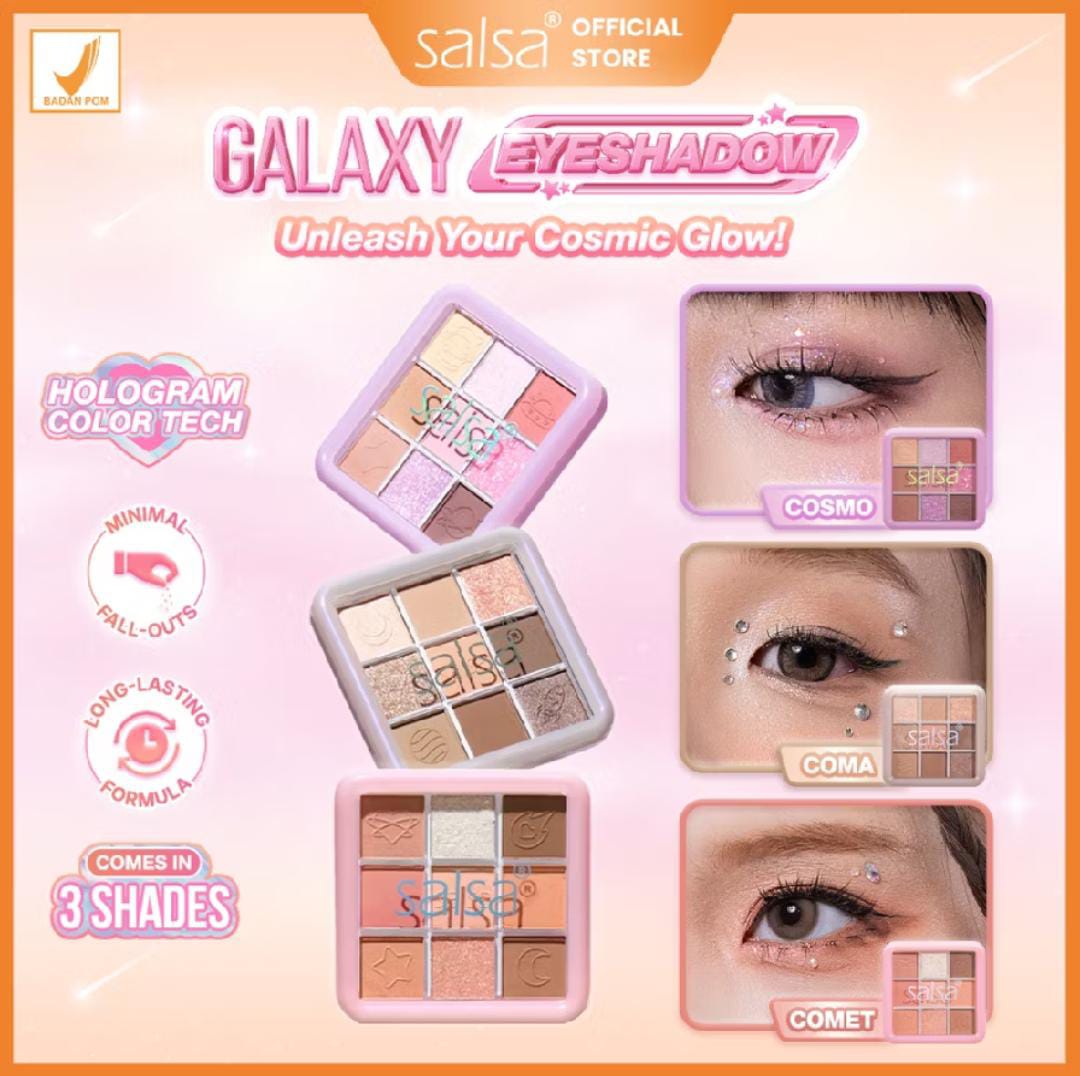 BADAN POM
salsa® OFFICIAL
STORE
GALAXY EYESHADOW
Unleash Your Cosmic Glow!
HOLOGRAM
COLOR TECH
MINIMAL
FALL-OUTS
LONG-LASTING
FORMULA
COMES IN
3 SHADES
salsa®
salsa®
salsa®
COSMO
salsa®
COMA
salsa®
COMET
salsa®